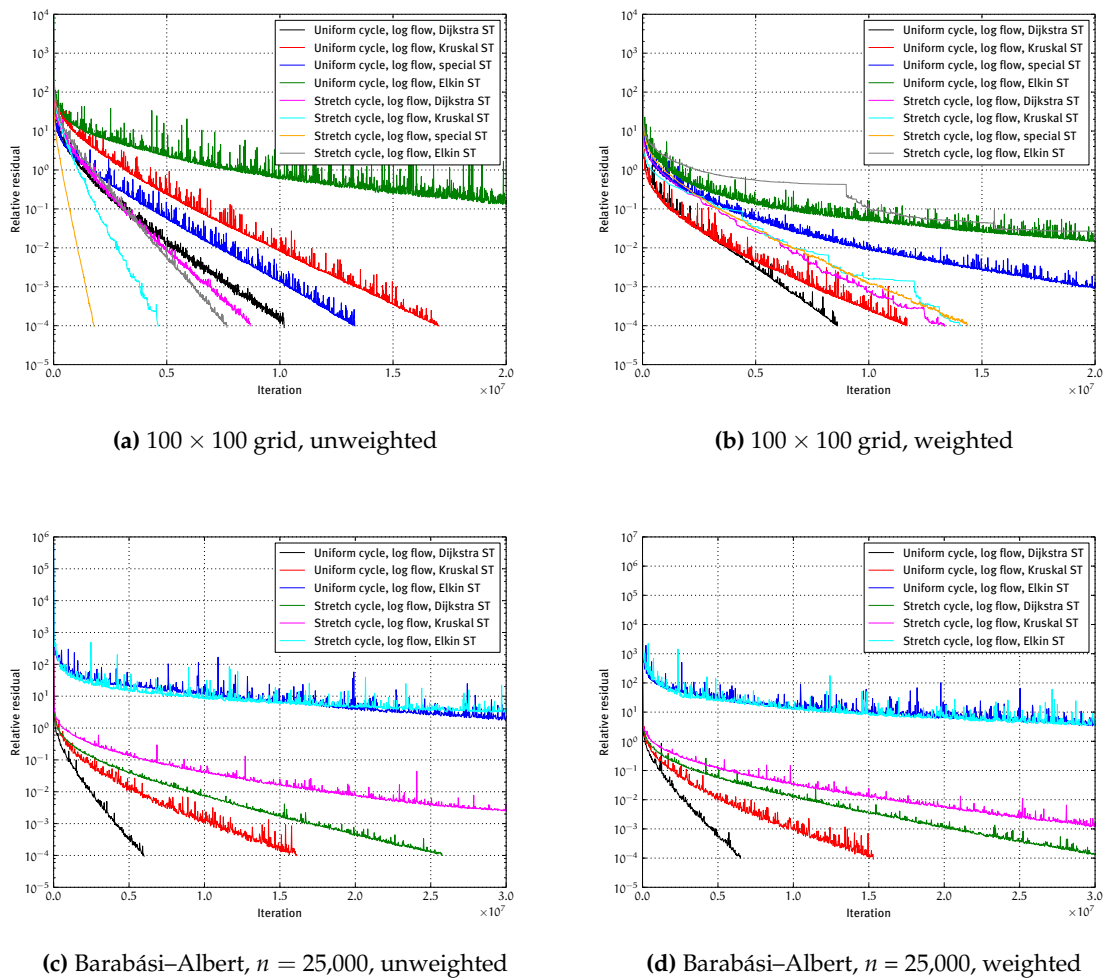 10^4
10^3
10^2
10^1
10^0
10^-1
10^-2
10^-3
10^-4
10^-5
Relative residual
Uniform cycle, log flow, Dijkstra ST
Uniform cycle, log flow, Kruskal ST
Uniform cycle, log flow, special ST
Uniform cycle, log flow, Elkin ST
Stretch cycle, log flow, Dijkstra ST
Stretch cycle, log flow, Kruskal ST
Stretch cycle, log flow, special ST
Stretch cycle, log flow, Elkin ST
0.0 0.5 1.0 1.5 2.0
Iteration
×10^7
(a) 100 × 100 grid, unweighted
10^4
10^3
10^2
10^1
10^0
10^-1
10^-2
10^-3
10^-4
10^-5
Relative residual
Uniform cycle, log flow, Dijkstra ST
Uniform cycle, log flow, Kruskal ST
Uniform cycle, log flow, special ST
Uniform cycle, log flow, Elkin ST
Stretch cycle, log flow, Dijkstra ST
Stretch cycle, log flow, Kruskal ST
Stretch cycle, log flow, special ST
Stretch cycle, log flow, Elkin ST
0.0 0.5 1.0 1.5 2.0
Iteration
×10^7
(b) 100 × 100 grid, weighted
10^6
10^5
10^4
10^3
10^2
10^1
10^0
10^-1
10^-2
10^-3
10^-4
10^-5
Relative residual
Uniform cycle, log flow, Dijkstra ST
Uniform cycle, log flow, Kruskal ST
Uniform cycle, log flow, Elkin ST
Stretch cycle, log flow, Dijkstra ST
Stretch cycle, log flow, Kruskal ST
Stretch cycle, log flow, Elkin ST
0.0 0.5 1.0 1.5 2.0 2.5 3.0
Iteration
×10^7
(c) Barabási–Albert, n = 25,000, unweighted
10^7
10^6
10^5
10^4
10^3
10^2
10^1
10^0
10^-1
10^-2
10^-3
10^-4
10^-5
Relative residual
Uniform cycle, log flow, Dijkstra ST
Uniform cycle, log flow, Kruskal ST
Uniform cycle, log flow, Elkin ST
Stretch cycle, log flow, Dijkstra ST
Stretch cycle, log flow, Kruskal ST
Stretch cycle, log flow, Elkin ST
0.0 0.5 1.0 1.5 2.0 2.5 3.0
Iteration
×10^7
(d) Barabási–Albert, n = 25,000, weighted